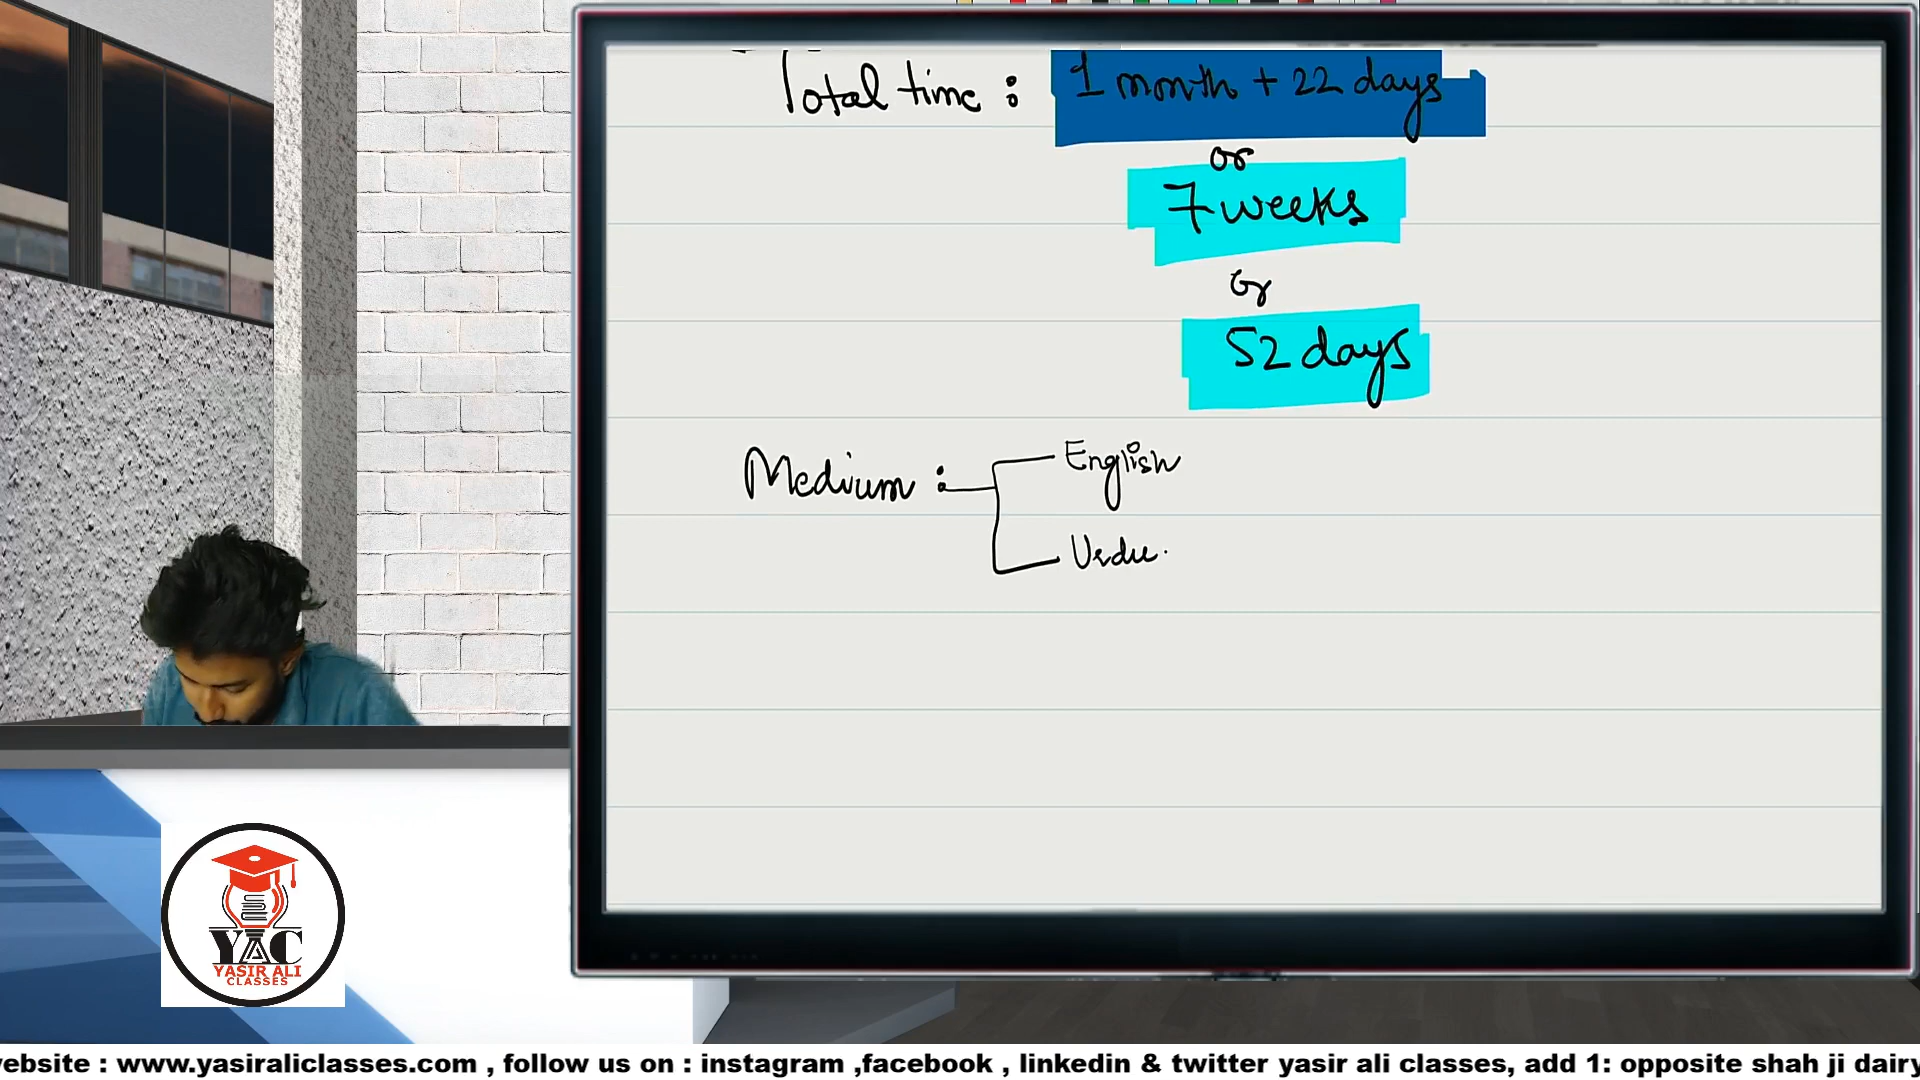 Total time : 1 month + 22 days
or
7 weeks
or
52 days
Medium :
English
Urdu.
YAC
YASIR ALI
CLASSES
ebsite : www.yasiraliclasses.com , follow us on : instagram ,facebook , linkedin & twitter yasir ali classes, add 1: opposite shah ji dairy